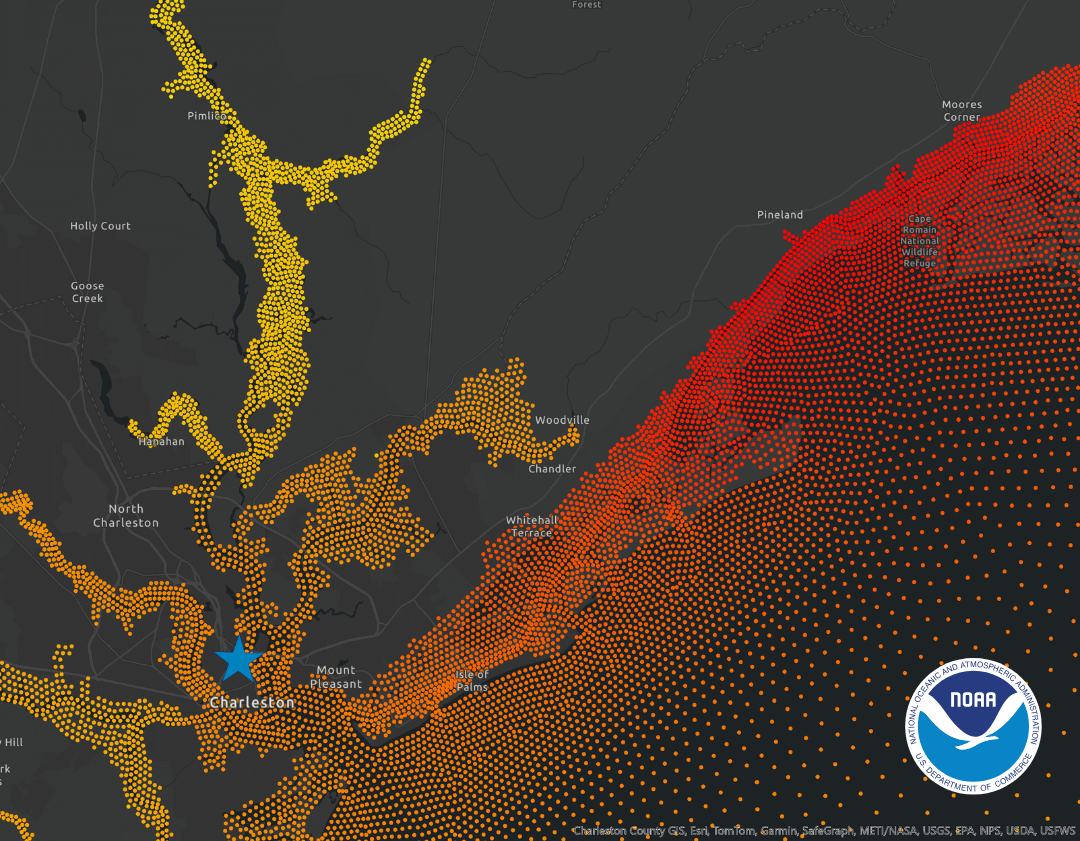 Forest
Moores
Corner
Pimlico
Pineland
Cape
Romain
National
Wildlife
Refuge
Holly Court
Goose
Creek
Woodville
Hanahan
Chandler
North
Charleston
Whitehall
Terrace
Mount
Pleasant
Isle of
Palms
Charleston
NATIONAL OCEANIC AND ATMOSPHERIC ADMINISTRATION
NOAA
U.S. DEPARTMENT OF COMMERCE
Hill
rk
s
Charleston County GIS, Esri, TomTom, Garmin, SafeGraph, METI/NASA, USGS, EPA, NPS, USDA, USFWS